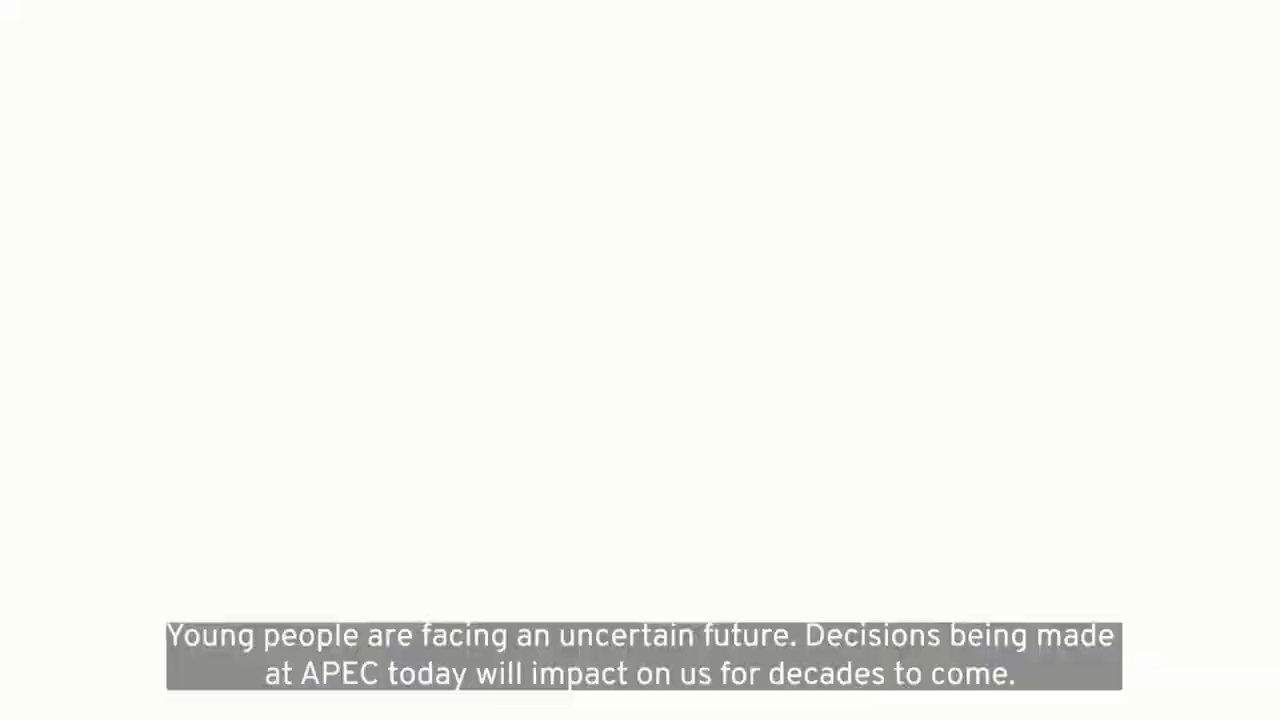 Young people are facing an uncertain future. Decisions being made
at APEC today will impact on us for decades to come.